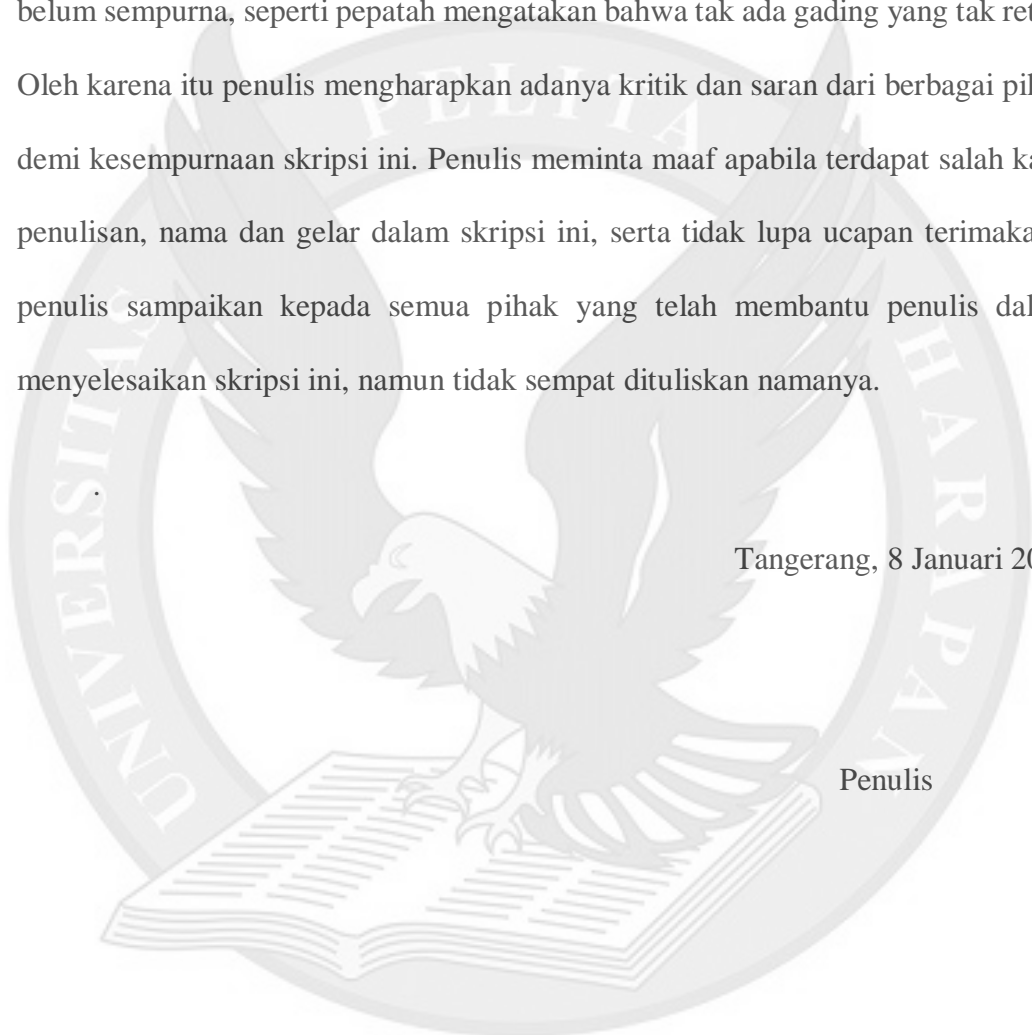 belum sempurna, seperti pepatah mengatakan bahwa tak ada gading yang tak ret
Oleh karena itu penulis mengharapkan adanya kritik dan saran dari berbagai pil
demi kesempurnaan skripsi ini. Penulis meminta maaf apabila terdapat salah ka
penulisan, nama dan gelar dalam skripsi ini, serta tidak lupa ucapan terimaka
penulis sampaikan kepada semua pihak yang telah membantu penulis dal
menyelesaikan skripsi ini, namun tidak sempat dituliskan namanya.
.
Tangerang, 8 Januari 20
Penulis
UNIVERSITAS PELITA HARAPAN